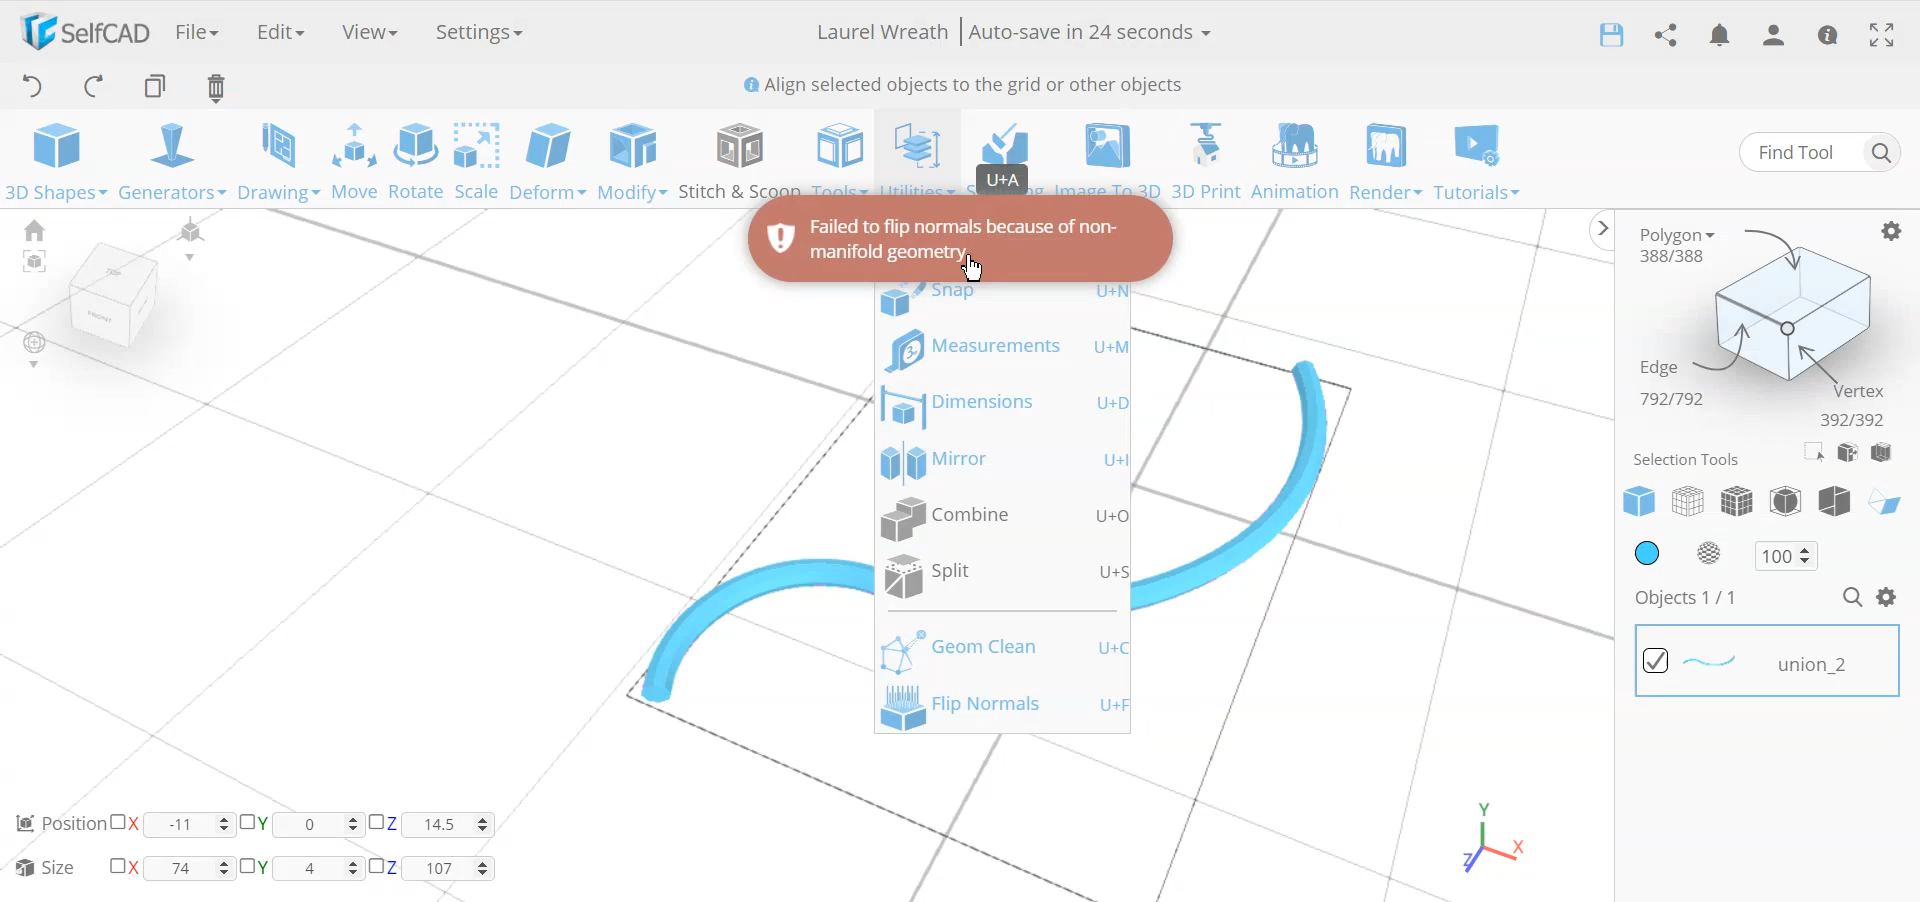 SelfCAD File Edit View Settings Laurel Wreath Auto-save in 24 seconds
Align selected objects to the grid or other objects
Find Tool
U+A
3D Shapes Generators Drawing Move Rotate Scale Deform Modify Stitch & Scoop Tools Utilities Image To 3D 3D Print Animation Render Tutorials
Failed to flip normals because of non-
manifold geometry
Snap U+N
Measurements U+M
Dimensions U+D
Mirror U+I
Combine U+O
Split U+S
Geom Clean U+C
Flip Normals U+F
TOP
FRONT
Polygon
388/388
Edge
792/792
Vertex
392/392
Selection Tools
100
Objects 1 / 1
union_2
Y
X
Z
Position X -11 Y 0 Z 14.5
Size X 74 Y 4 Z 107